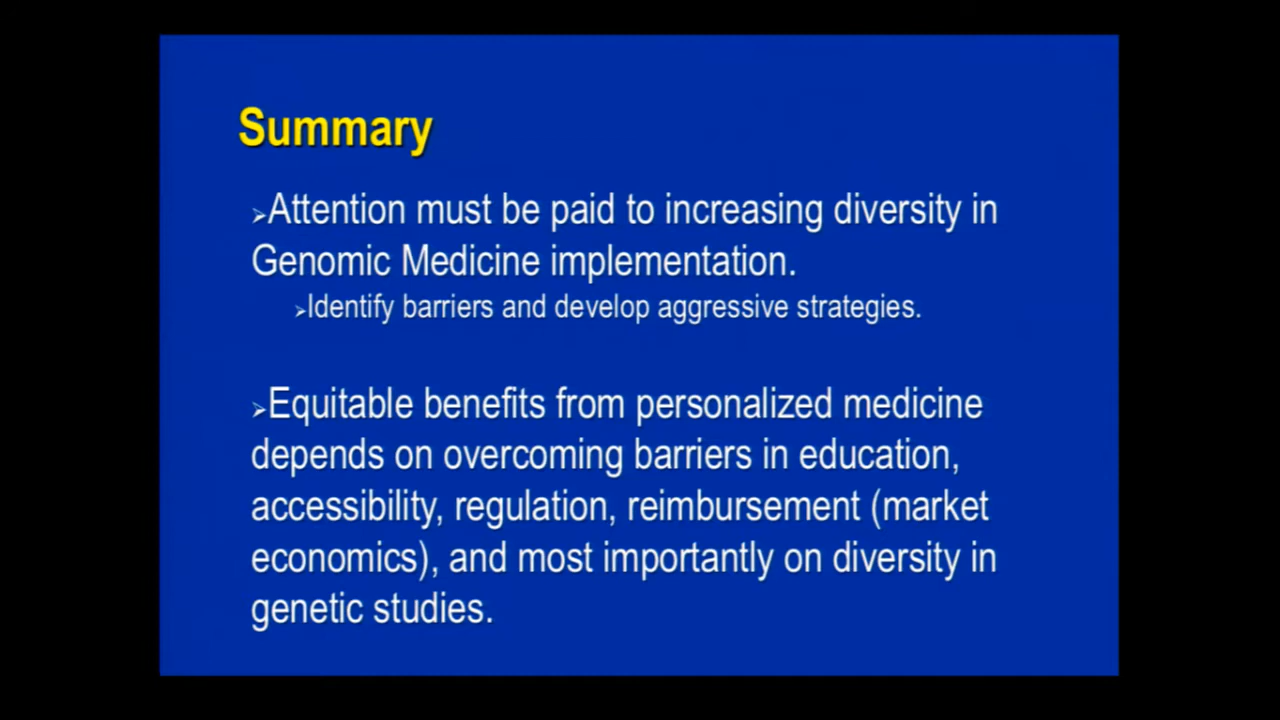 Summary
➢Attention must be paid to increasing diversity in
Genomic Medicine implementation.
➢Identify barriers and develop aggressive strategies.
➢Equitable benefits from personalized medicine
depends on overcoming barriers in education,
accessibility, regulation, reimbursement (market
economics), and most importantly on diversity in
genetic studies.